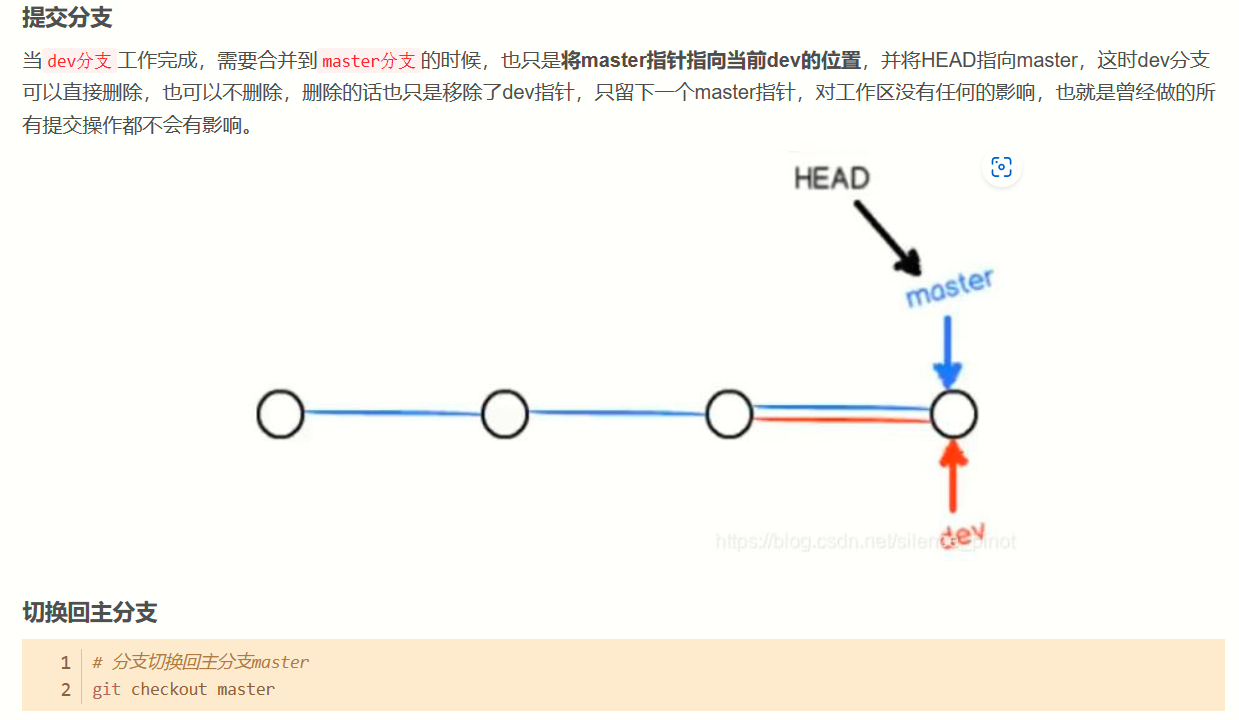 提交分支
当 dev分支 工作完成，需要合并到 master分支 的时候，也只是将master指针指向当前dev的位置，并将HEAD指向master，这时dev分支
可以直接删除，也可以不删除，删除的话也只是移除了dev指针，只留下一个master指针，对工作区没有任何的影响，也就是曾经做的所
有提交操作都不会有影响。
HEAD
master
dev
切换回主分支
1 # 分支切换回主分支master
2 git checkout master